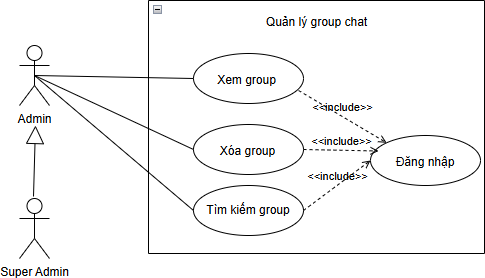 Quản lý group chat
Xem group
<<include>>
Admin
Xóa group
<<include>>
Đăng nhập
<<include>>
Tìm kiếm group
Super Admin